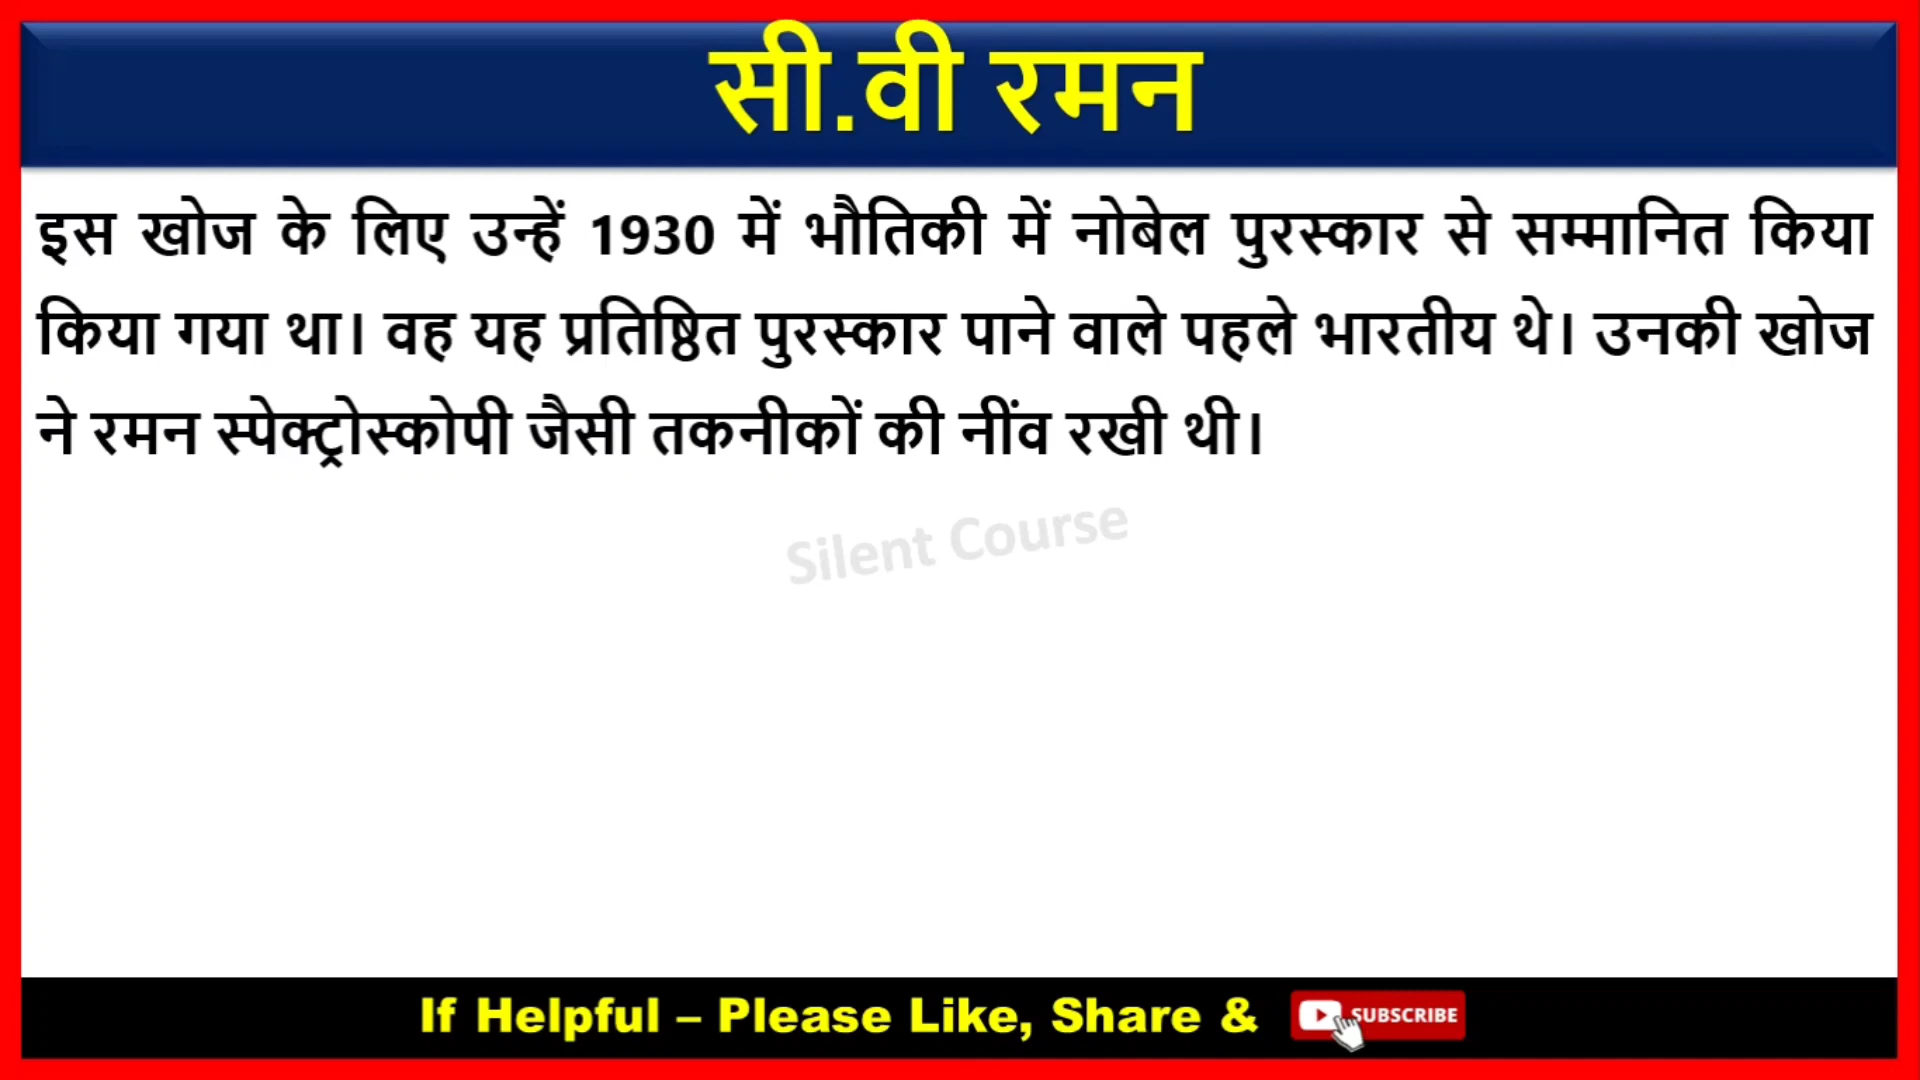 सी.वी रमन
इस खोज के लिए उन्हें 1930 में भौतिकी में नोबेल पुरस्कार से सम्मानित किया
किया गया था। वह यह प्रतिष्ठित पुरस्कार पाने वाले पहले भारतीय थे। उनकी खोज
ने रमन स्पेक्ट्रोस्कोपी जैसी तकनीकों की नींव रखी थी।
Silent Course
If Helpful – Please Like, Share & SUBSCRIBE